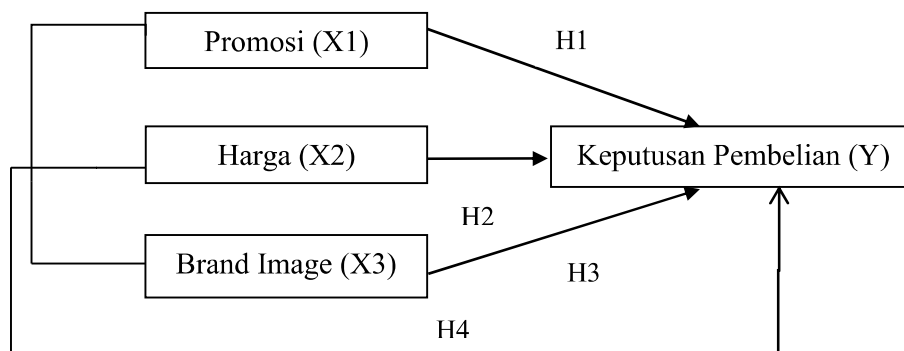 Promosi (X1)
H1
Harga (X2)
Keputusan Pembelian (Y)
H2
Brand Image (X3)
H3
H4